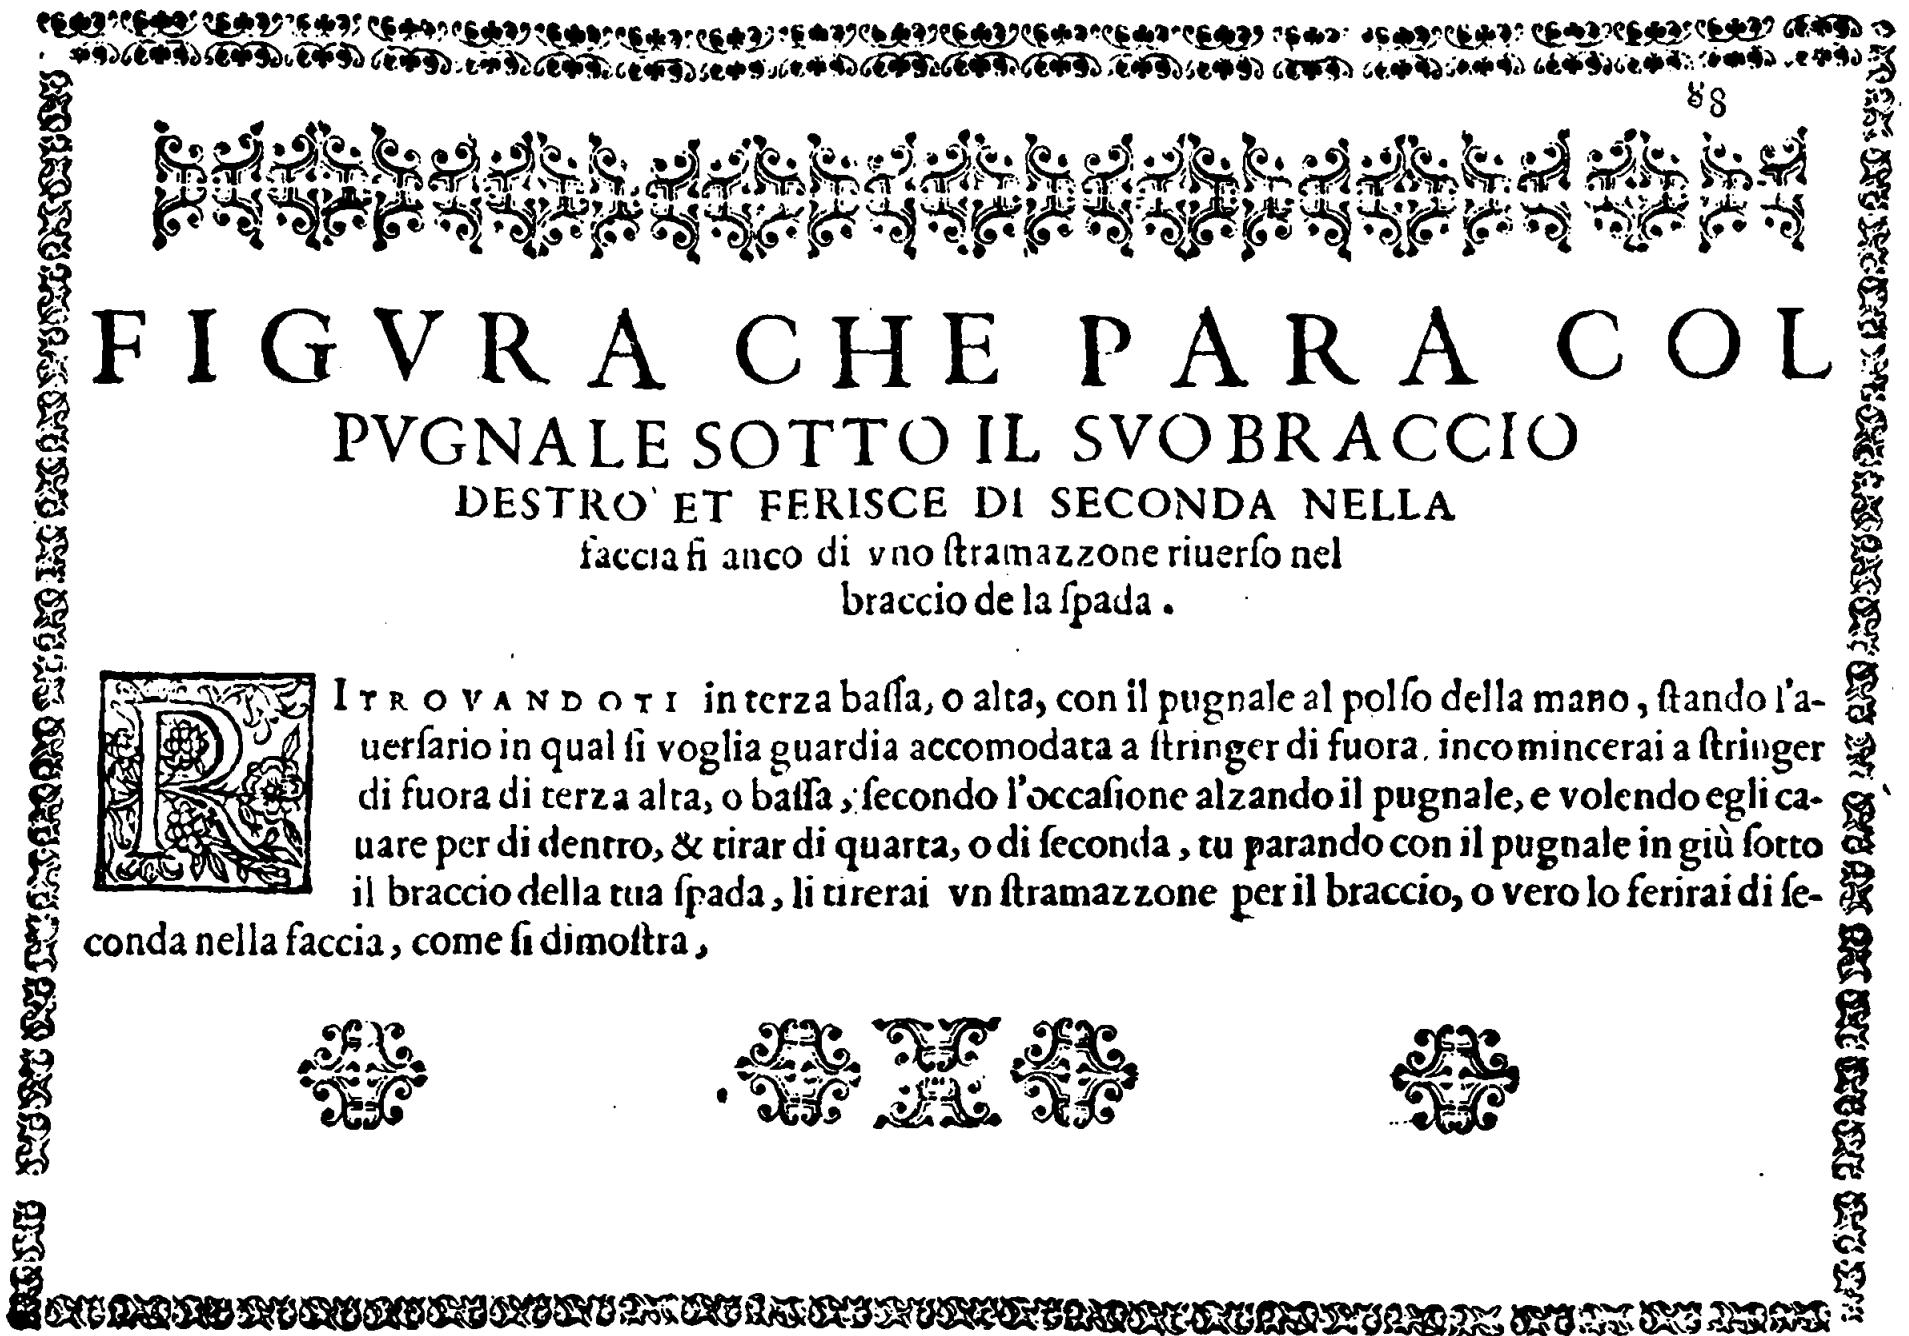 88
FIGVRA CHE PARA COL
PVGNALE SOTTO IL SVO BRACCIO
DESTRO ET FERISCE DI SECONDA NELLA
faccia ſi anco di vno ſtramazzone riuerſo nel
braccio de la ſpada .
RITROVANDOTI in terza baſſa, o alta, con il pugnale al polſo della mano, ſtando l'a-
uerſario in qual ſi voglia guardia accomodata a ſtringer di fuora. incomincerai a ſtringer
di fuora di terza alta, o baſſa, ſecondo l'occaſione alzando il pugnale, e volendo egli ca-
uare per di dentro, & tirar di quarta, o di ſeconda, tu parando con il pugnale in giù ſotto
il braccio della tua ſpada, li tirerai vn ſtramazzone per il braccio, o vero lo ferirai di ſe-
conda nella faccia, come ſi dimoſtra,